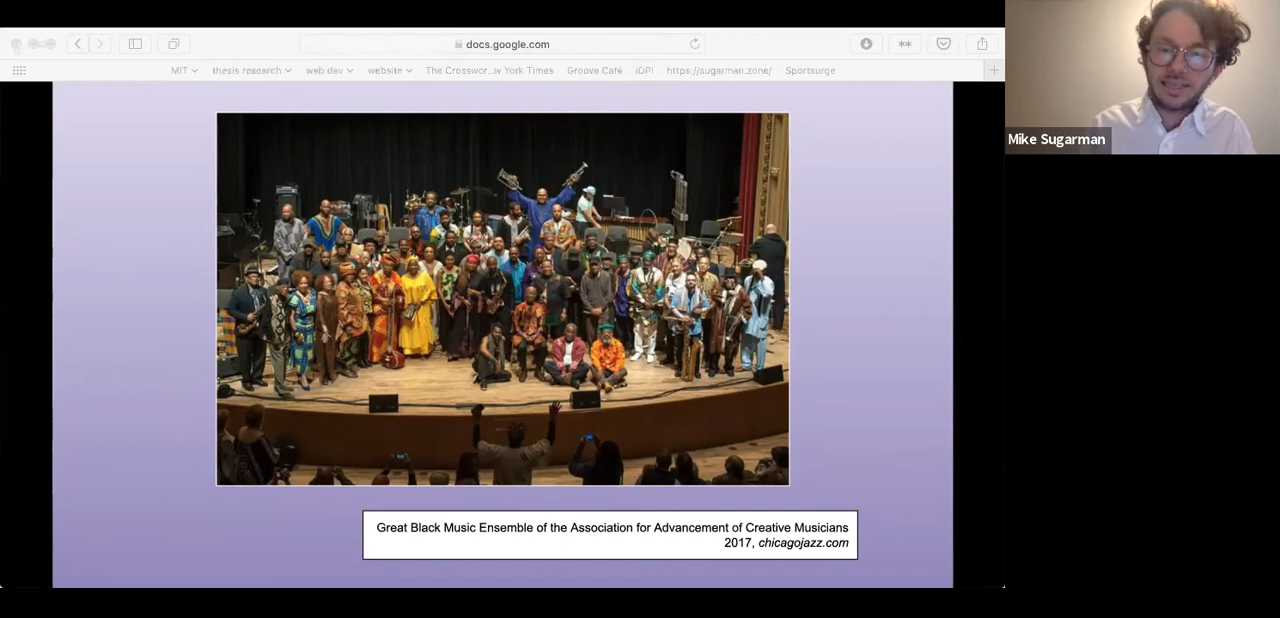 docs.google.com
MIT
thesis research
web dev
website
The Crosswor...w York Times
Groove Café
iDPI
https://sugarman.zone/
Sportsurge
Mike Sugarman
Great Black Music Ensemble of the Association for Advancement of Creative Musicians
2017, chicagojazz.com